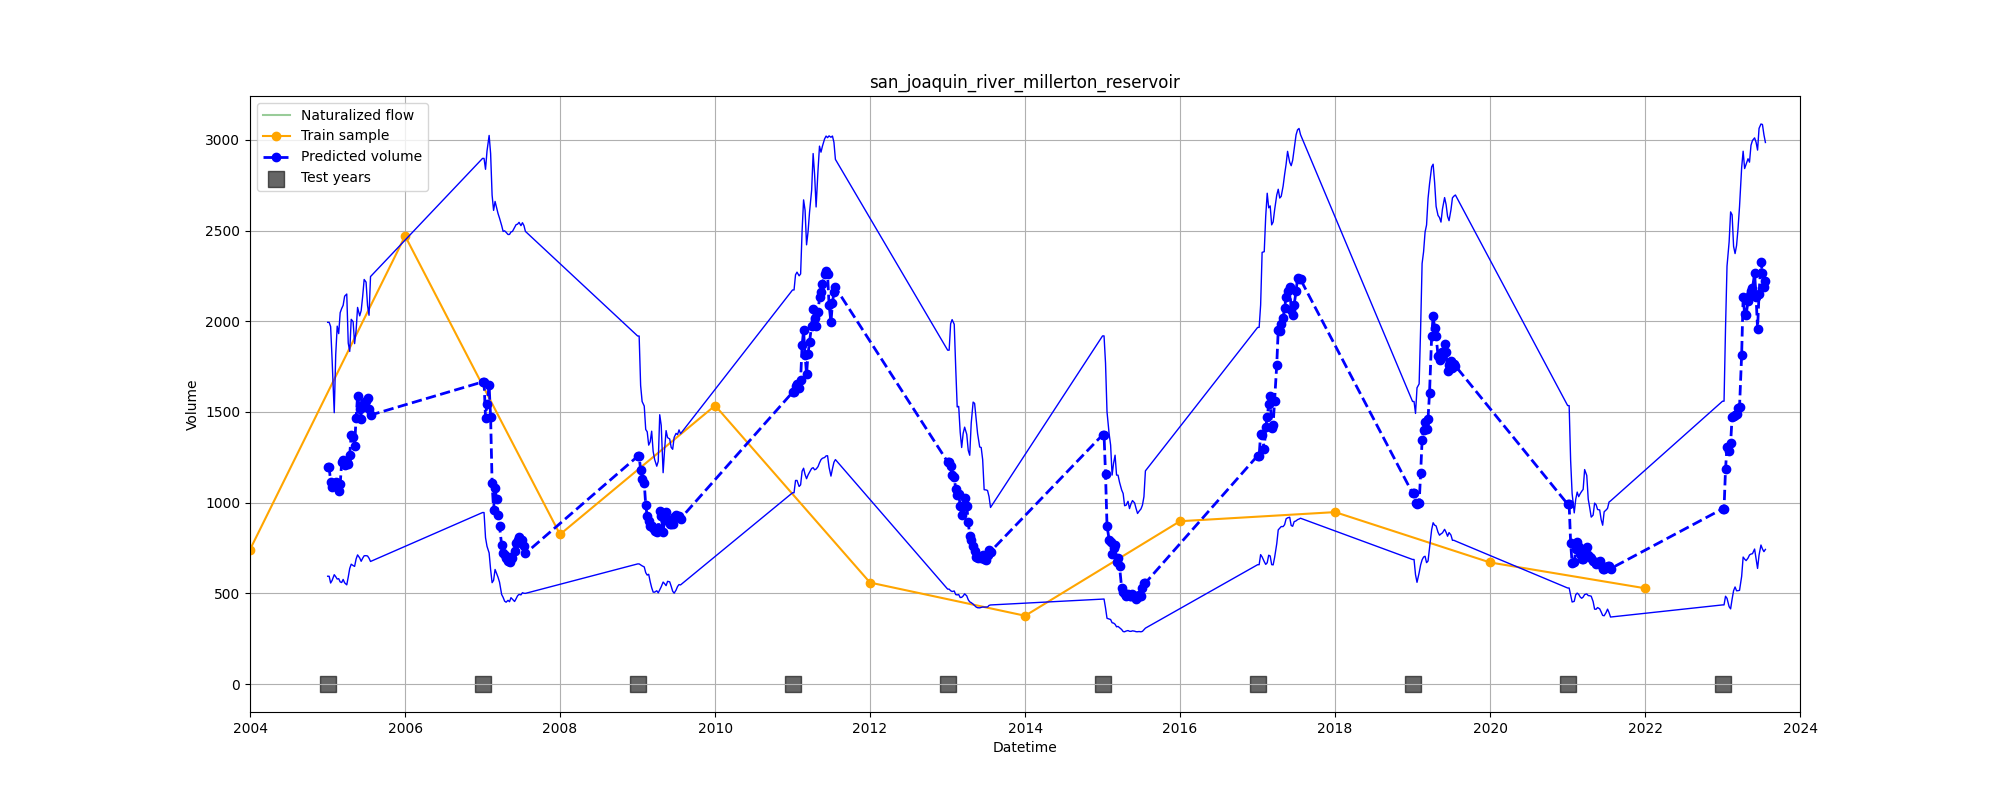 san_joaquin_river_millerton_reservoir
Naturalized flow
Train sample
Predicted volume
Test years
3000
2500
2000
1500
1000
500
0
Volume
2004 2006 2008 2010 2012 2014 2016 2018 2020 2022 2024
Datetime